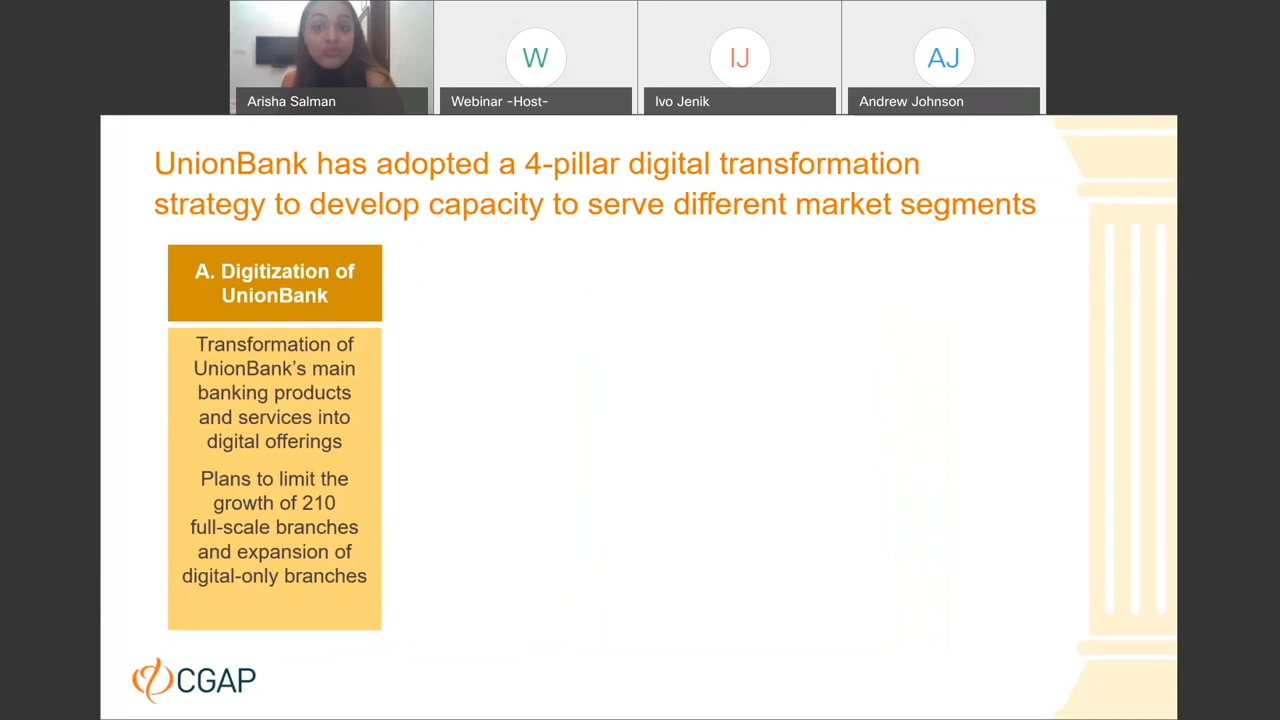 W
IJ
AJ
Arisha Salman
Webinar -Host-
Ivo Jenik
Andrew Johnson
UnionBank has adopted a 4-pillar digital transformation
strategy to develop capacity to serve different market segments
A. Digitization of
UnionBank
Transformation of
UnionBank’s main
banking products
and services into
digital offerings
Plans to limit the
growth of 210
full-scale branches
and expansion of
digital-only branches
CGAP